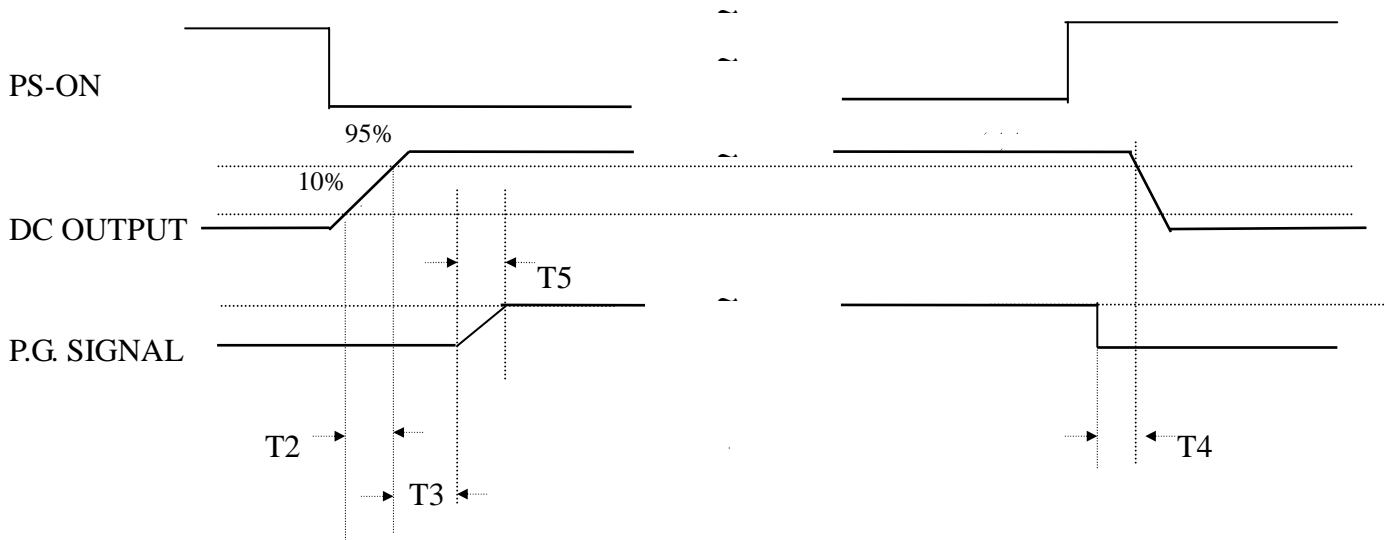 PS-ON
95%
10%
DC OUTPUT
T5
P.G. SIGNAL
T2
T4
T3